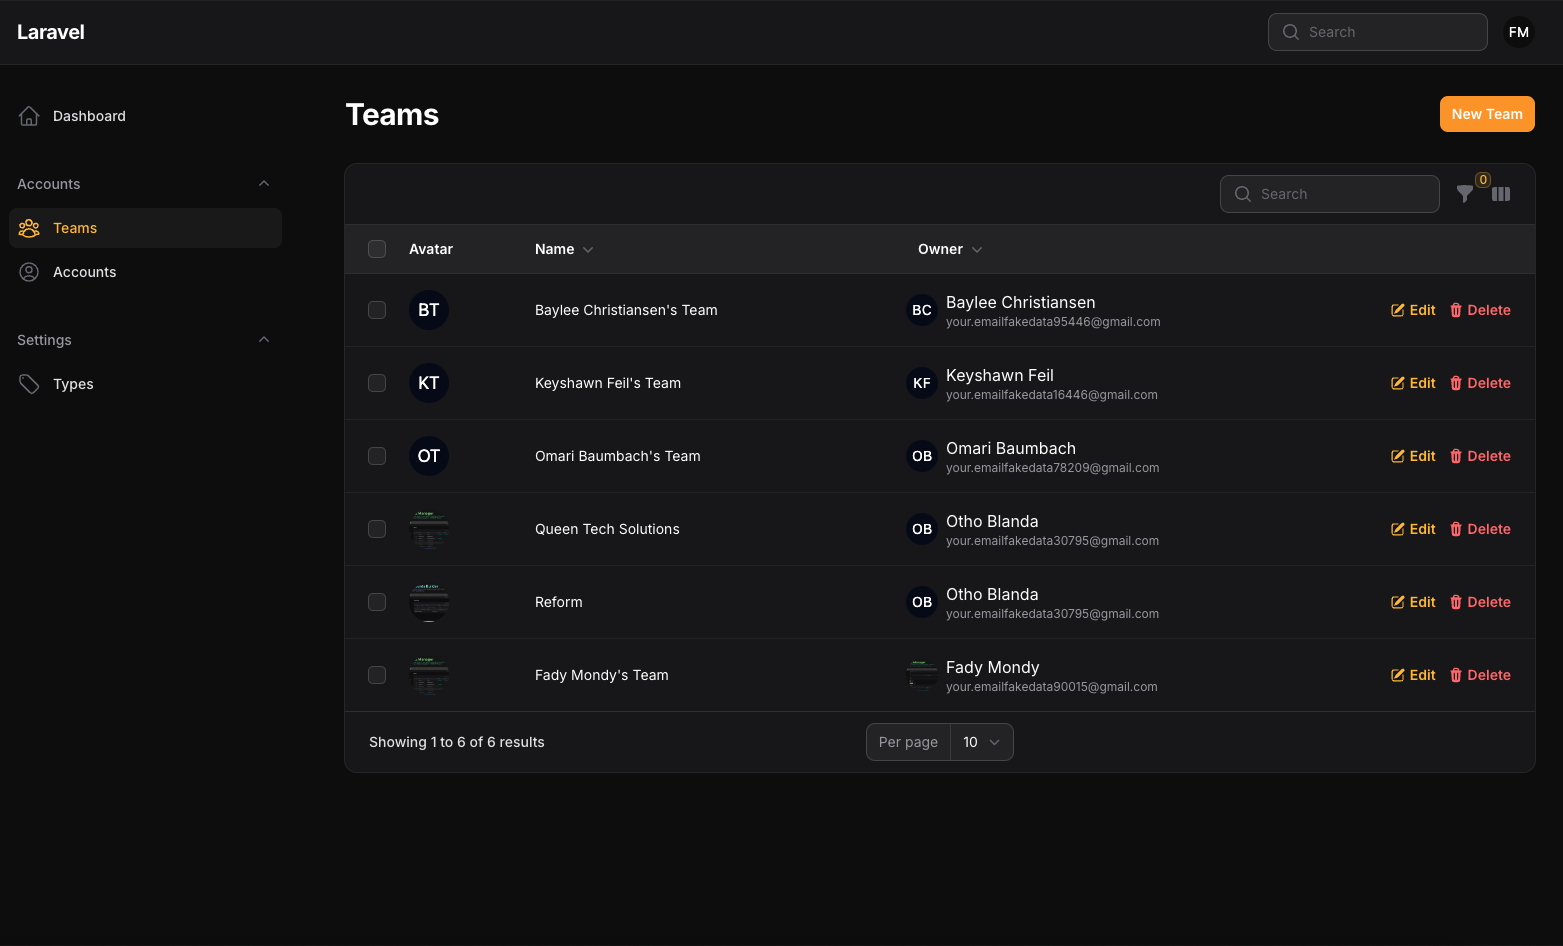 Laravel
Search
FM
Dashboard
Accounts
Teams
Accounts
Settings
Types
Teams
New Team
Search
0
Avatar Name Owner
BT Baylee Christiansen's Team BC Baylee Christiansen Edit Delete
your.emailfakedata95446@gmail.com
KT Keyshawn Feil's Team KF Keyshawn Feil Edit Delete
your.emailfakedata16446@gmail.com
OT Omari Baumbach's Team OB Omari Baumbach Edit Delete
your.emailfakedata78209@gmail.com
Queen Tech Solutions OB Otho Blanda Edit Delete
your.emailfakedata30795@gmail.com
Reform OB Otho Blanda Edit Delete
your.emailfakedata30795@gmail.com
Fady Mondy's Team Fady Mondy Edit Delete
your.emailfakedata90015@gmail.com
Showing 1 to 6 of 6 results Per page 10